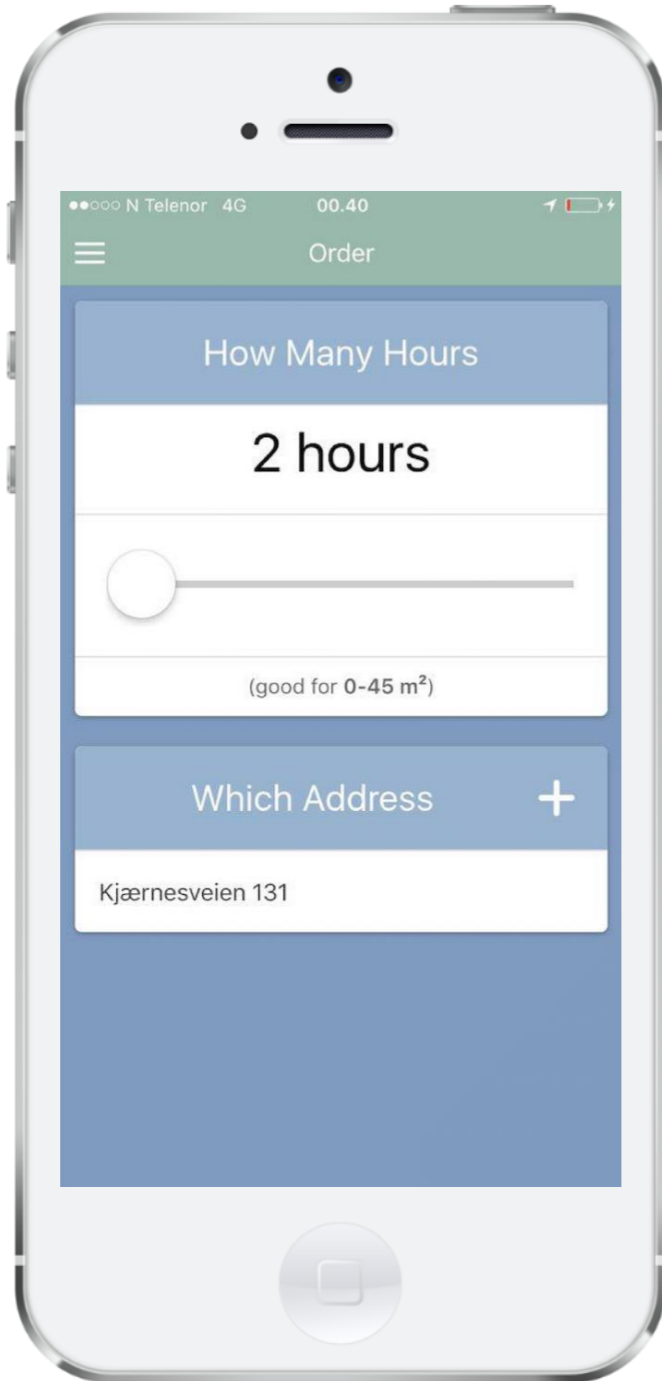 N Telenor 4G 00.40
Order
How Many Hours
2 hours
(good for 0-45 m²)
Which Address +
Kjærnesveien 131